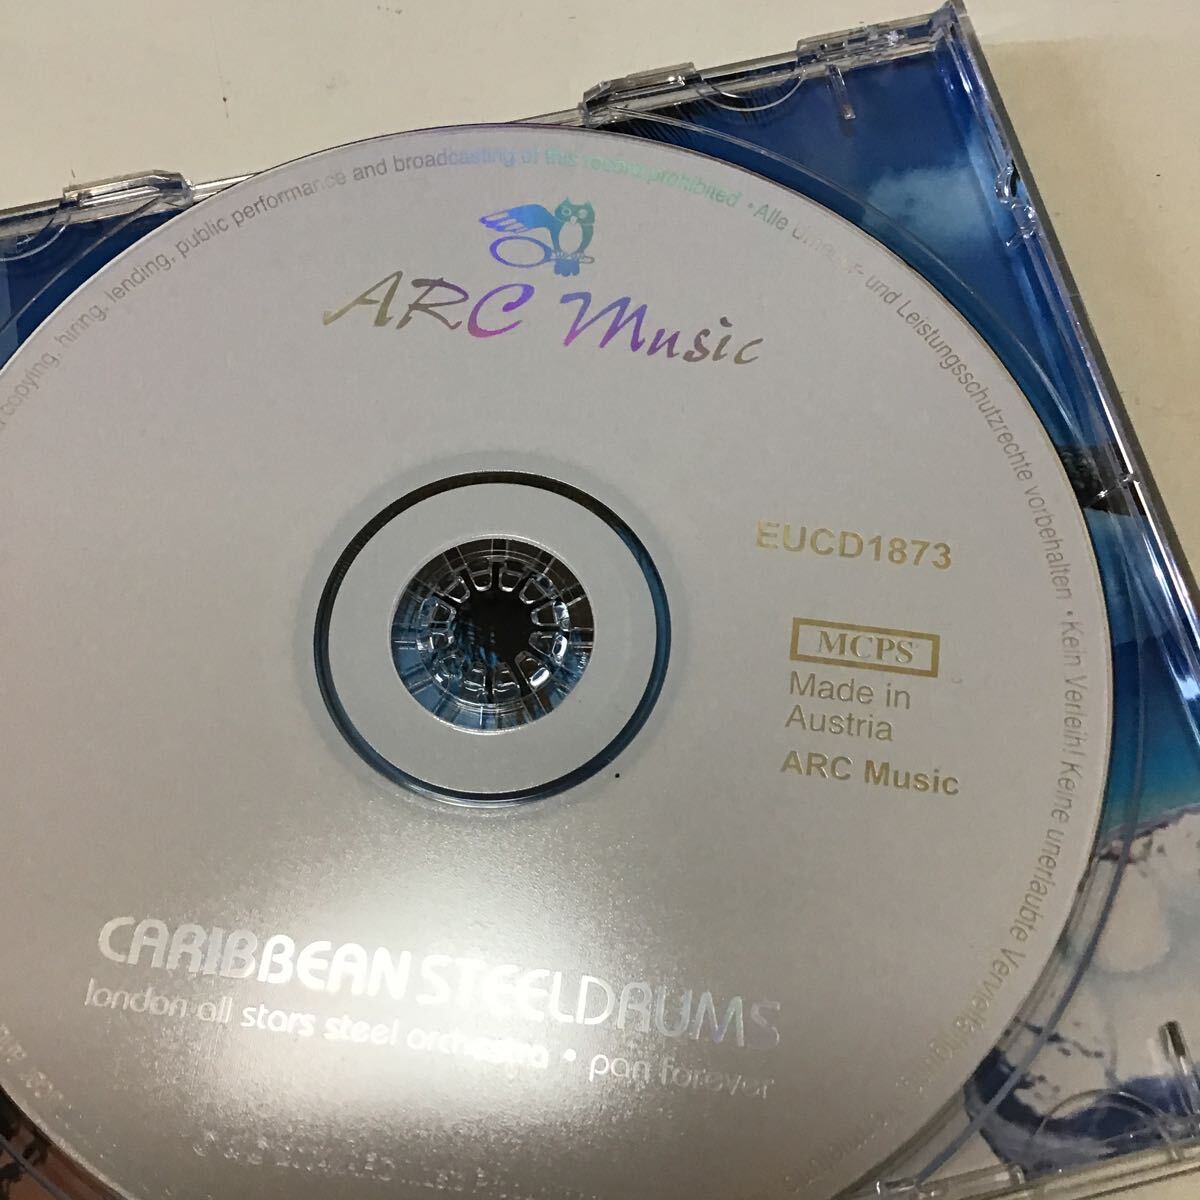 copying, hiring, lending, public performance and broadcasting of this record prohibited • Alle Urheber- und Leistungsschutzrechte vorbehalten • Kein Verleih! Keine unerlaubte
ARC Music
EUCD1873
MCPS
Made in
Austria
ARC Music
CARIBBEAN STEELDRUMS
london all stars steel orchestra • pan forever